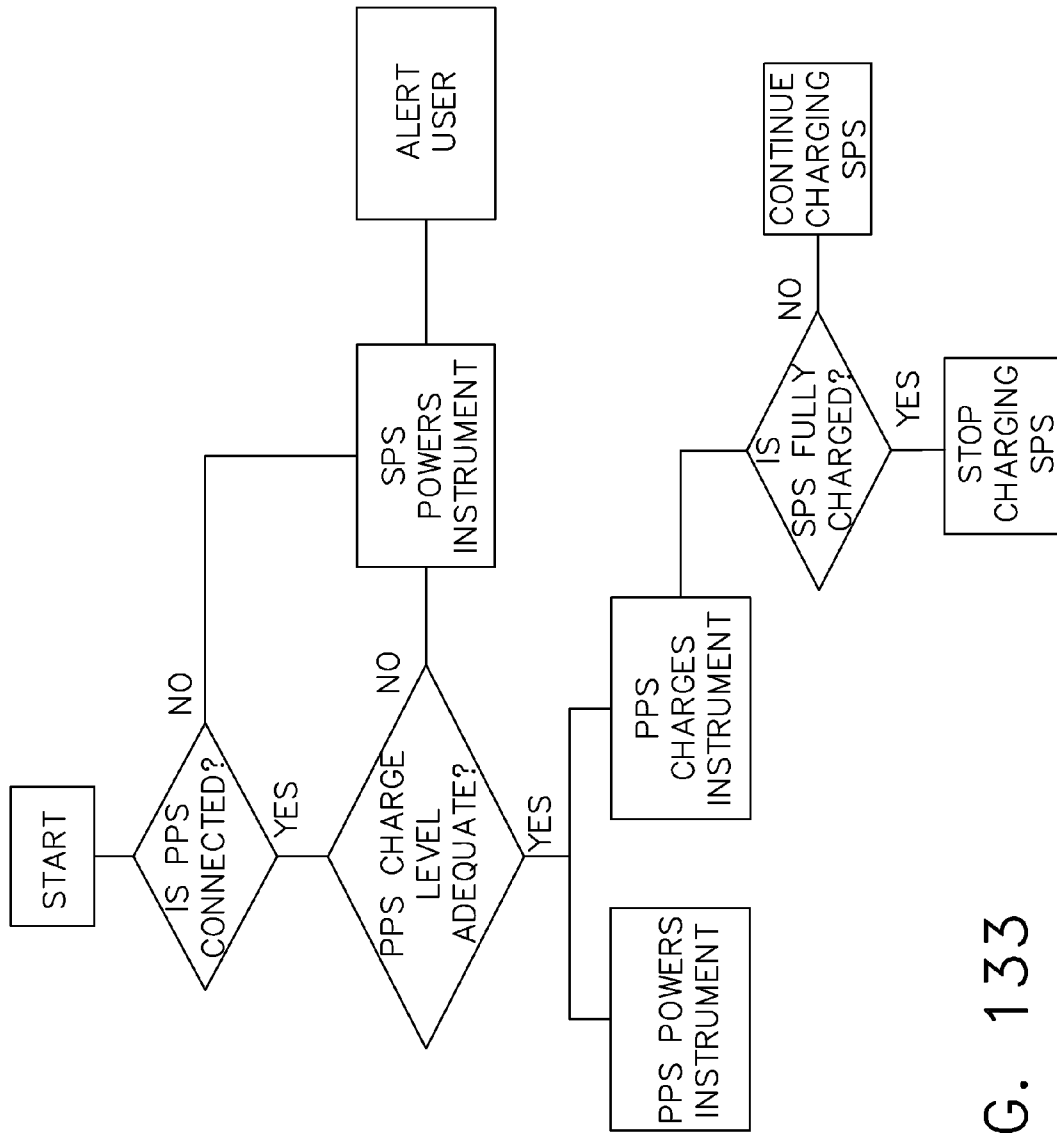 START
IS PPS
CONNECTED?
NO
YES
PPS CHARGE
LEVEL
ADEQUATE?
NO
YES
SPS
POWERS
INSTRUMENT
ALERT
USER
PPS POWERS
INSTRUMENT
PPS
CHARGES
INSTRUMENT
IS
SPS FULLY
CHARGED?
NO
YES
CONTINUE
CHARGING
SPS
STOP
CHARGING
SPS
G. 133